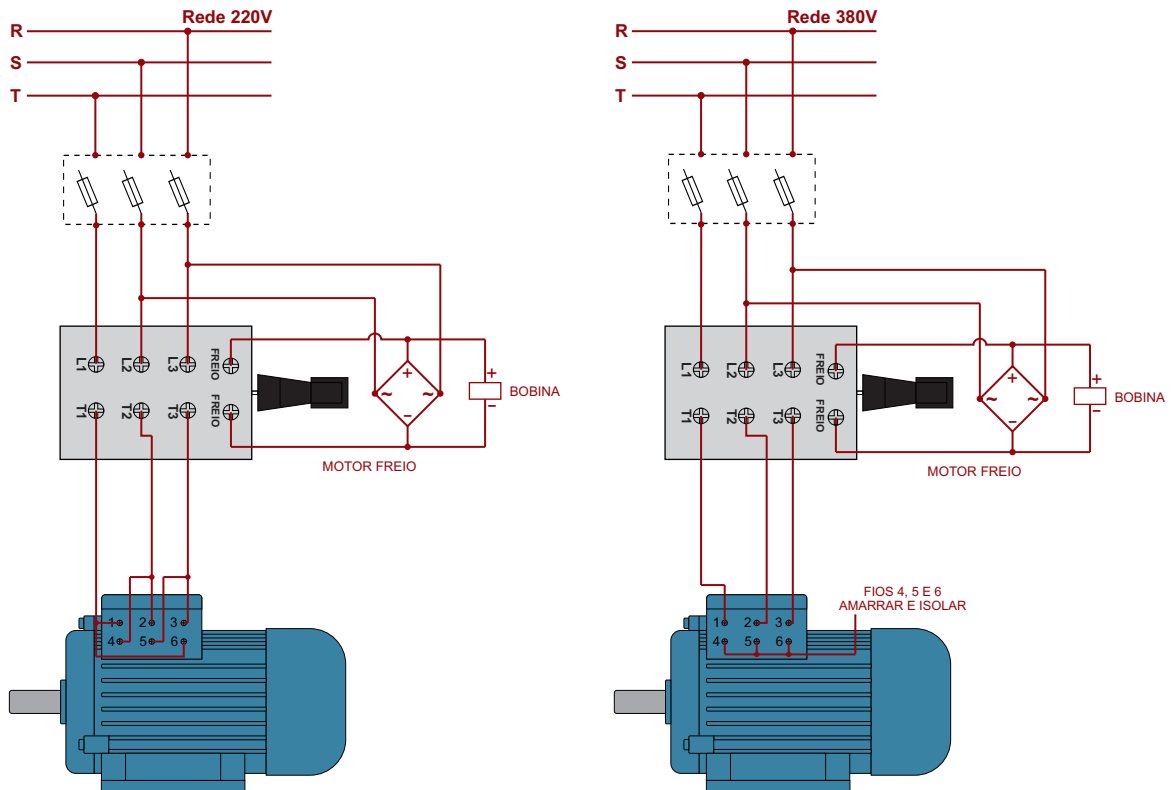 Rede 220V
R
S
T
L1 L2 L3 FREIO
T1 T2 T3 FREIO
+
~ ~
−
+
−
BOBINA
MOTOR FREIO
1 2 3
4 5 6
Rede 380V
R
S
T
L1 L2 L3 FREIO
T1 T2 T3 FREIO
+
~ ~
−
+
−
BOBINA
MOTOR FREIO
FIOS 4, 5 E 6
AMARRAR E ISOLAR
1 2 3
4 5 6